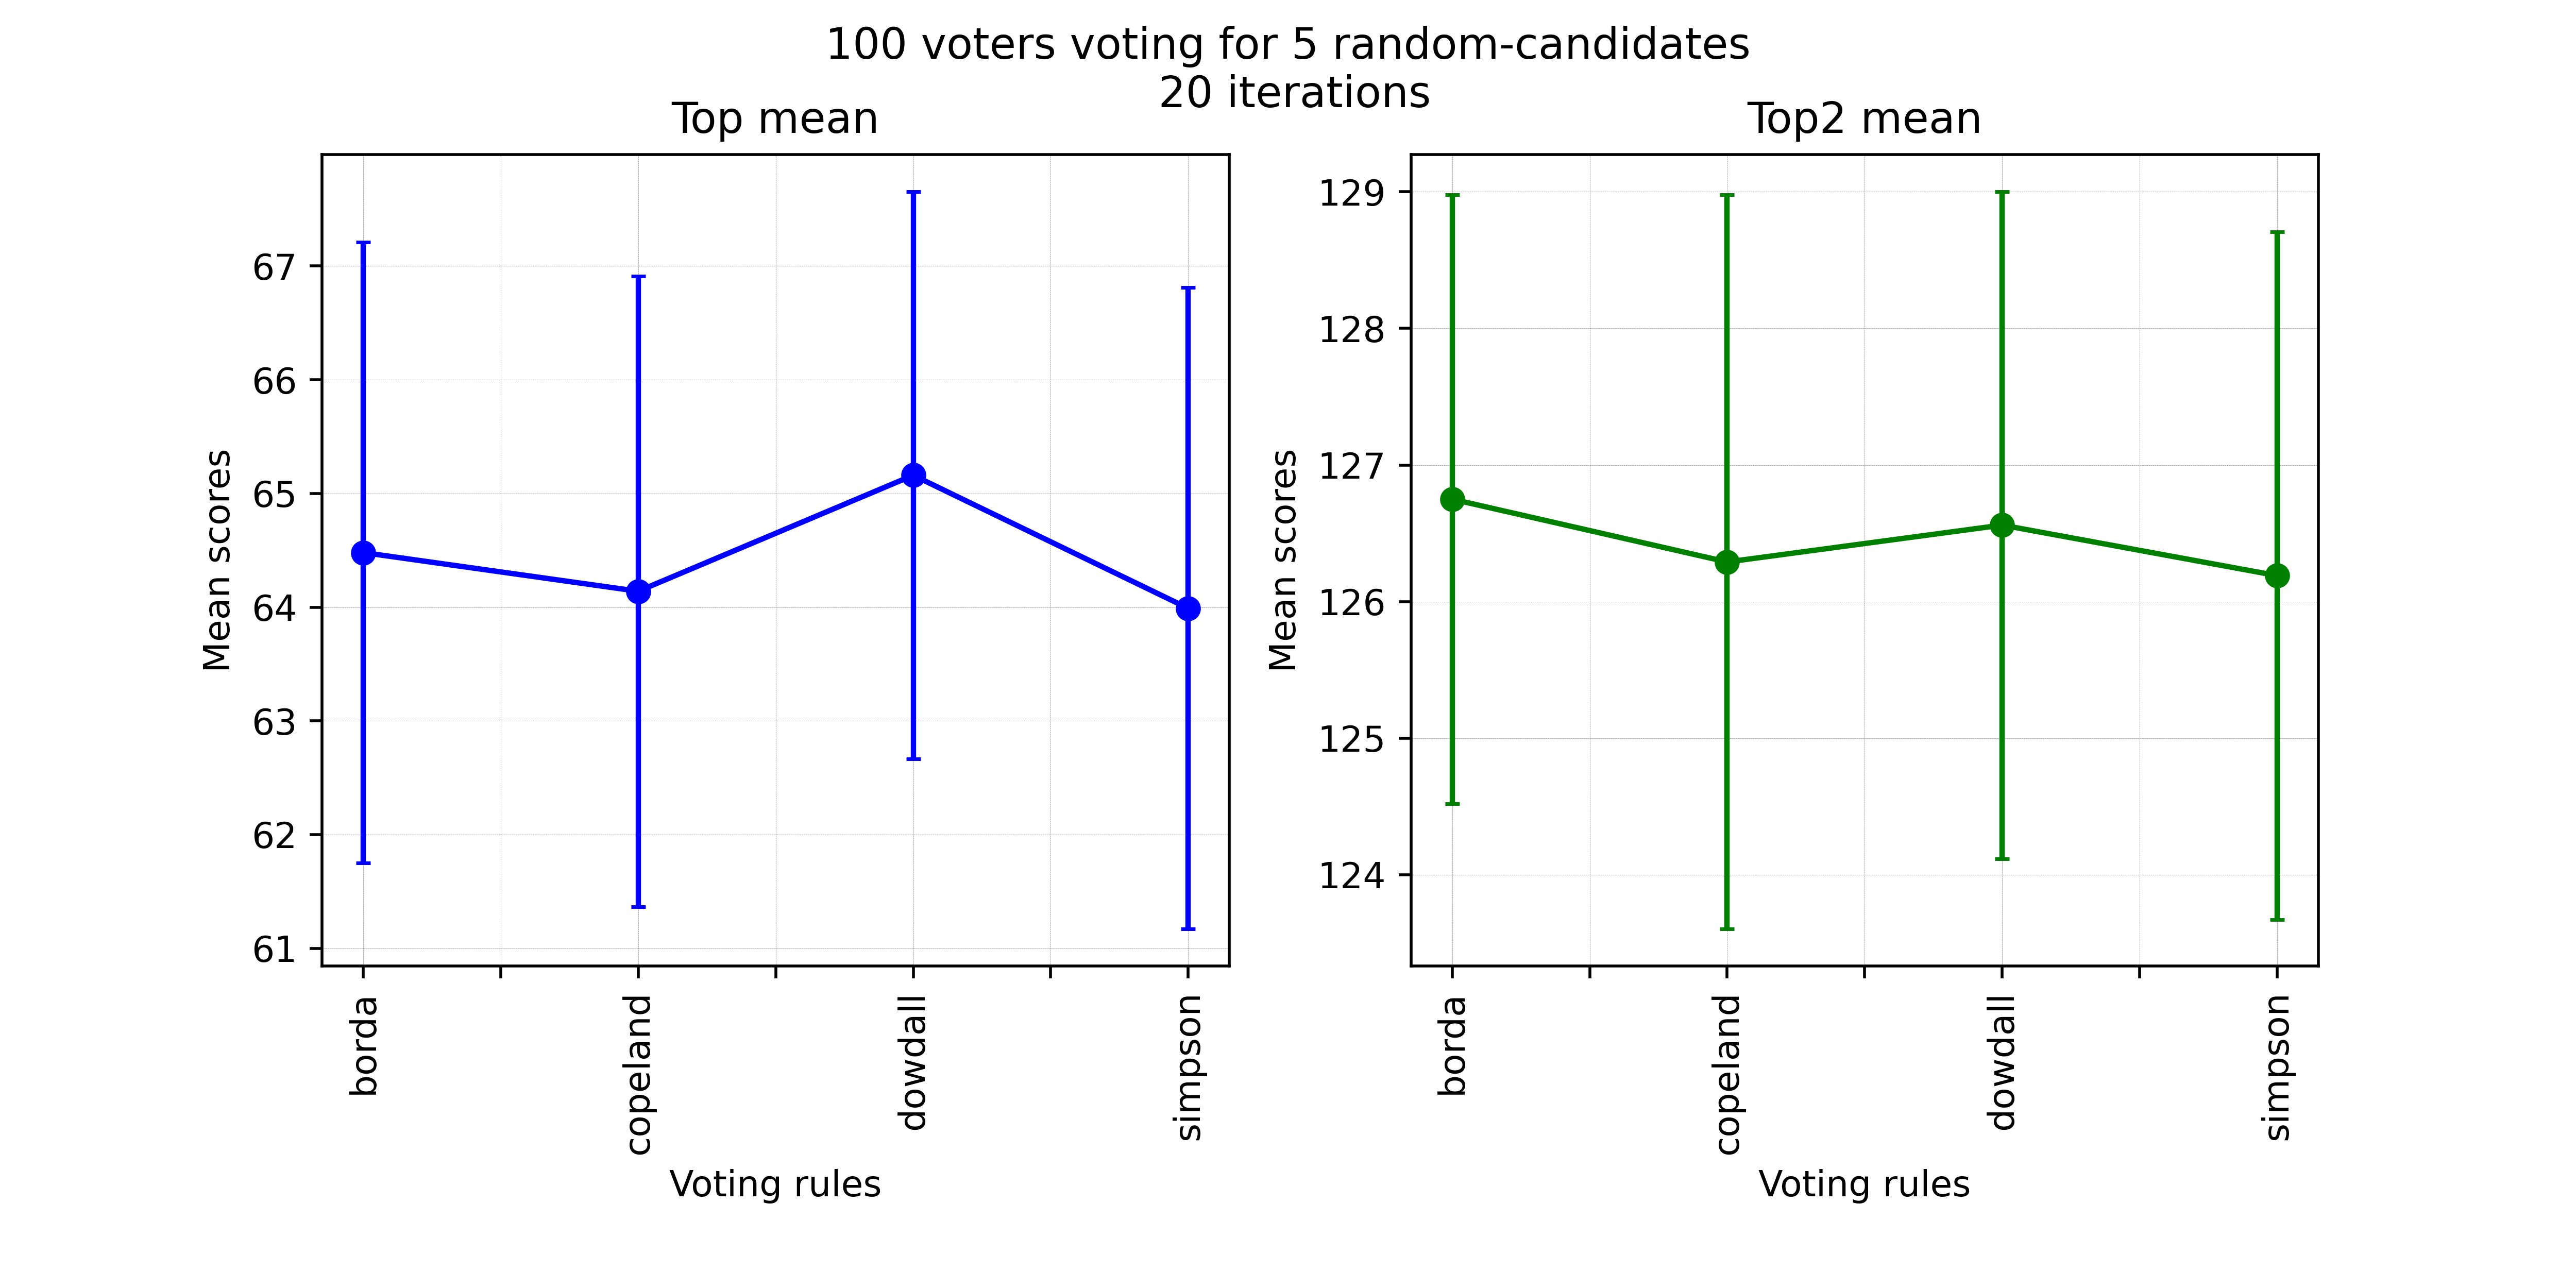 100 voters voting for 5 random-candidates
20 iterations
Top mean
67
66
65
64
63
62
61
Mean scores
borda
copeland
dowdall
simpson
Voting rules
Top2 mean
129
128
127
126
125
124
Mean scores
borda
copeland
dowdall
simpson
Voting rules